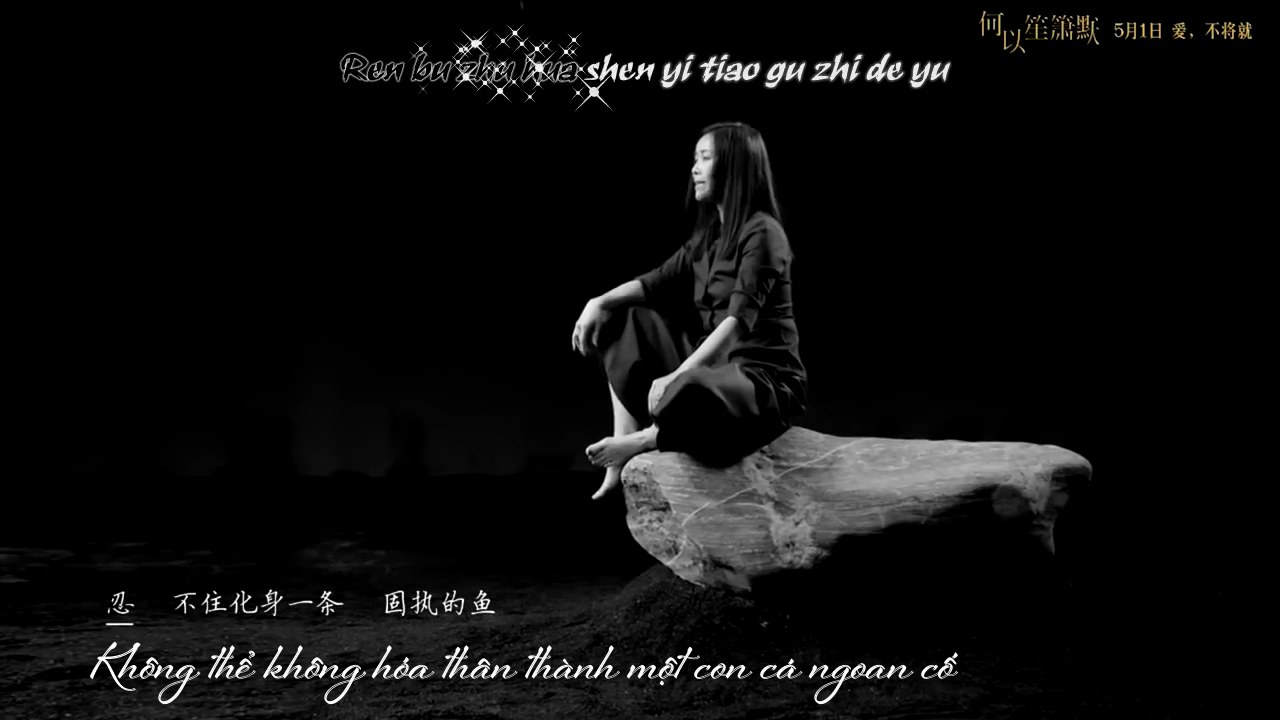 何以笙簫默 5月1日 爱，不将就
Ren bu zhu hua shen yi tiao gu zhi de yu
忍 不住化身一条 固执的鱼
Không thể không hóa thân thành một con cá ngoan cố